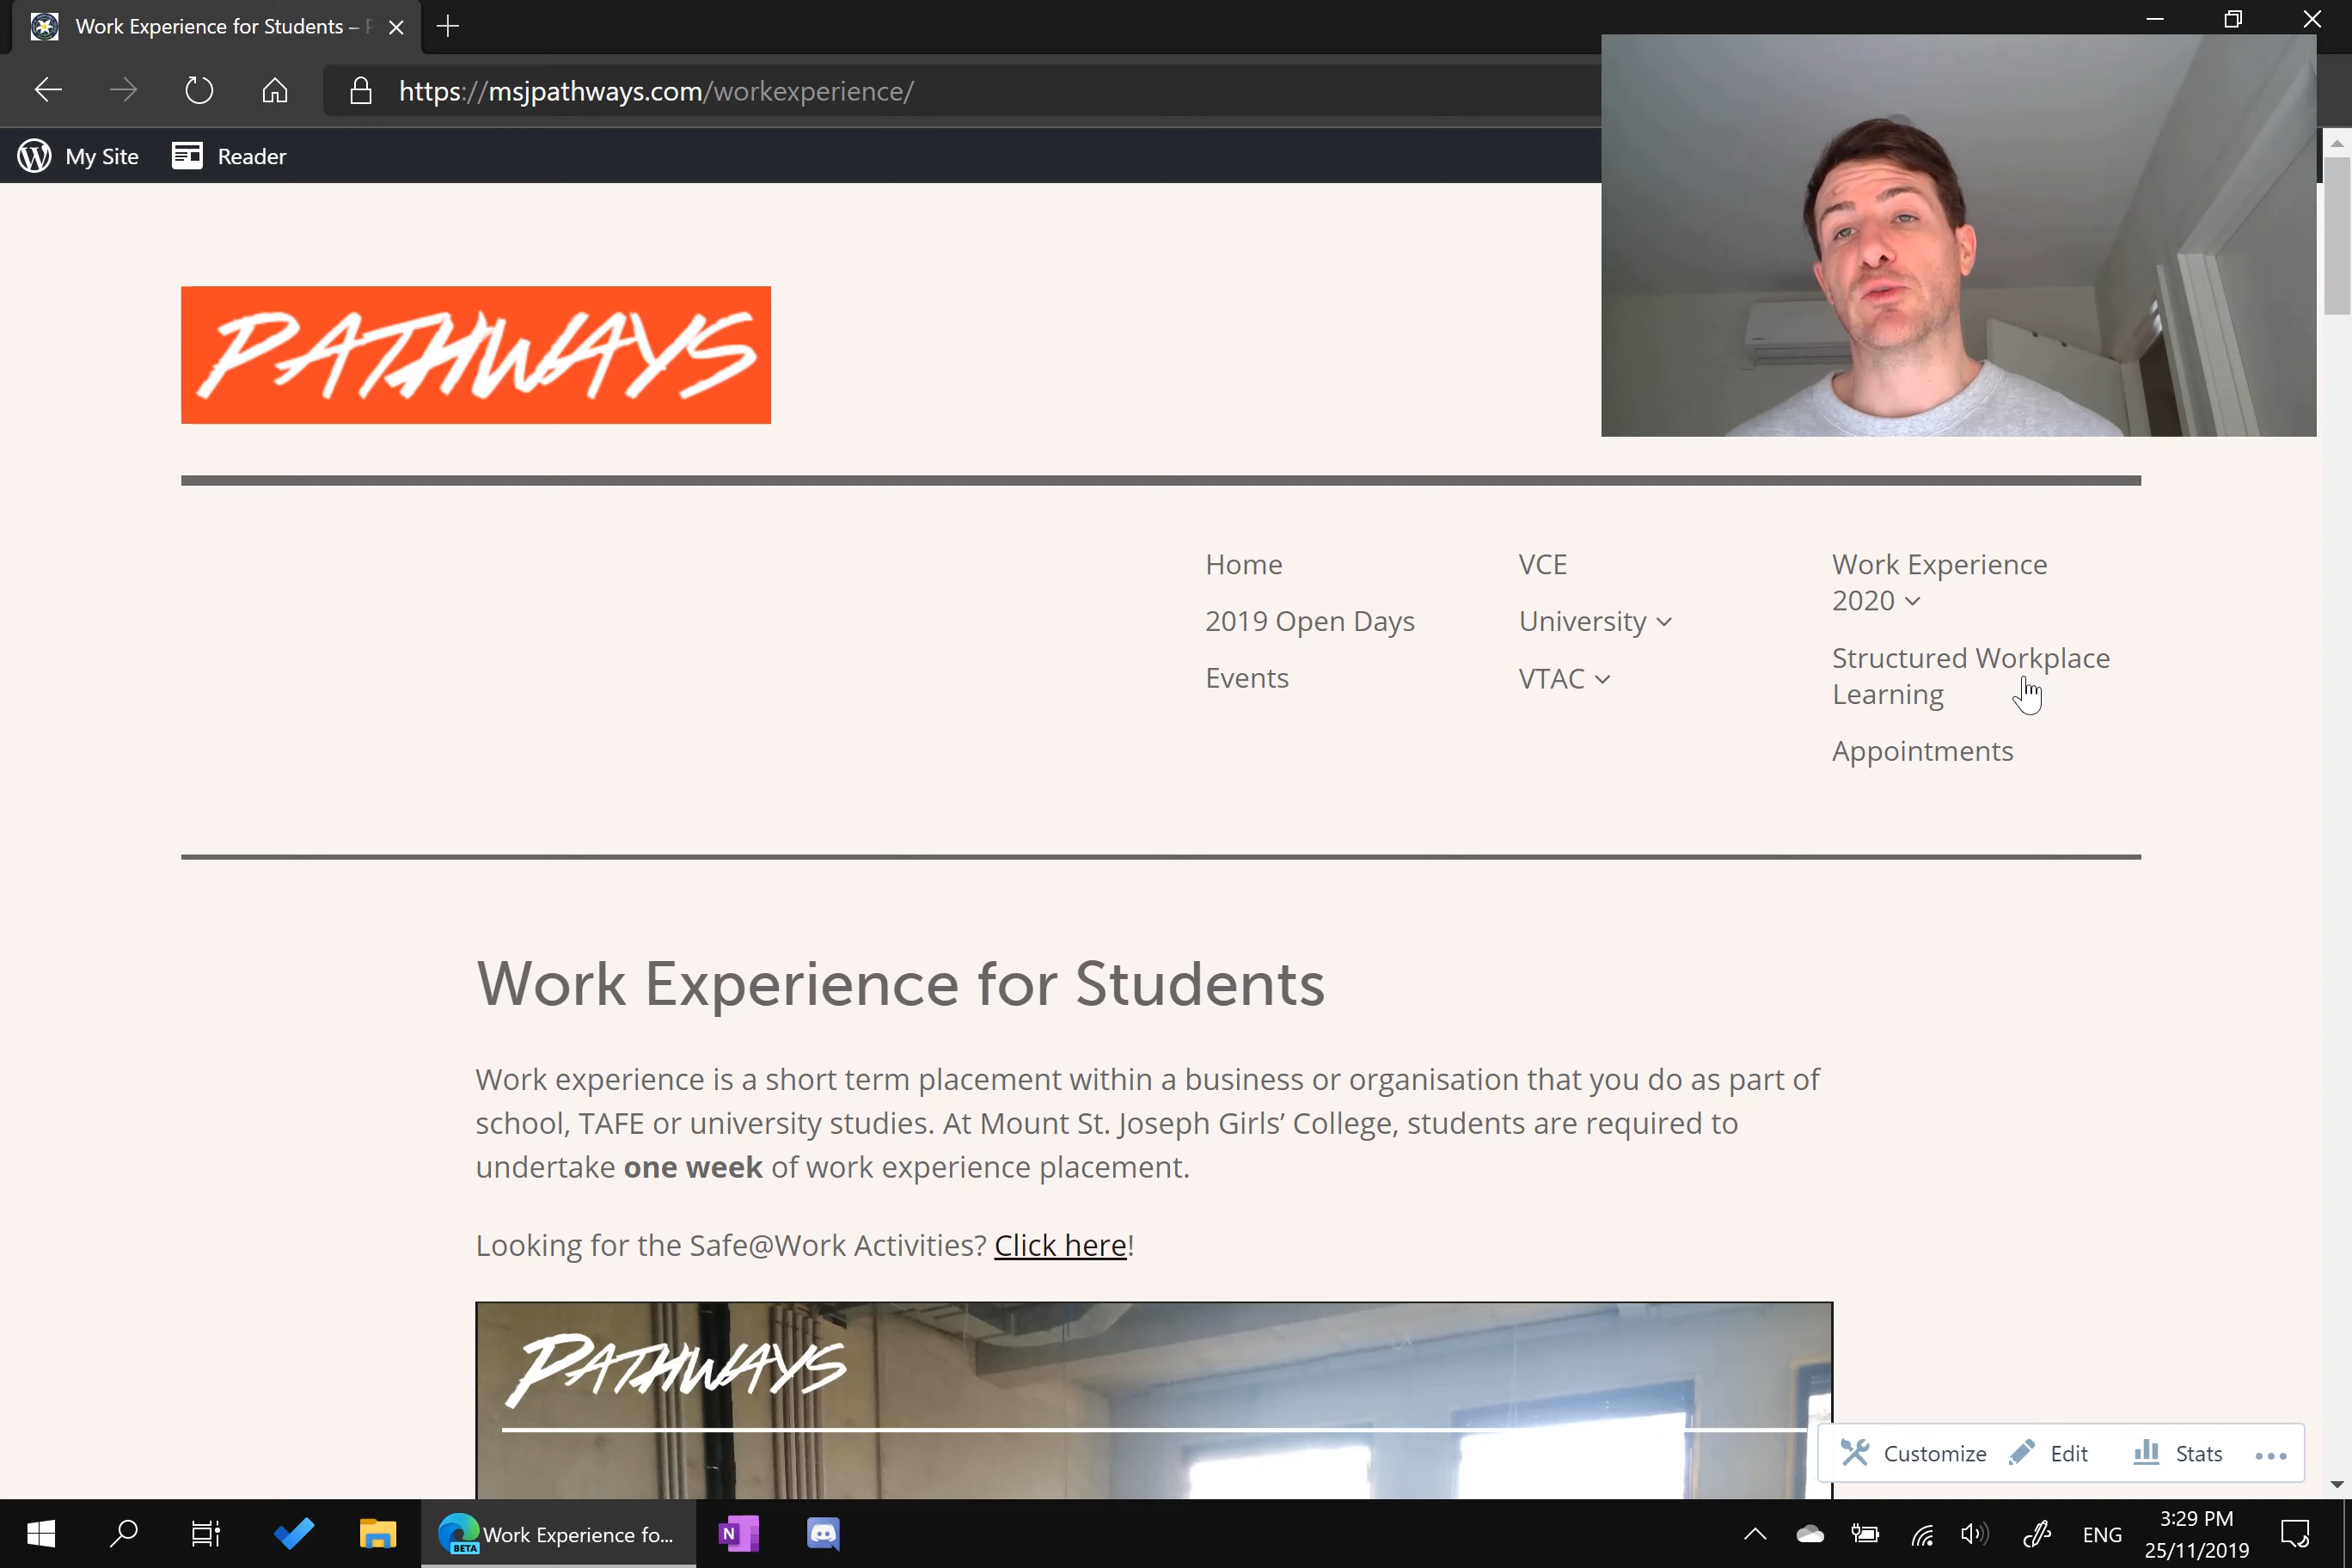 Work Experience for Students –
https://msjpathways.com/workexperience/
My Site
Reader
PATHWAYS
Home
2019 Open Days
Events
VCE
University
VTAC
Work Experience
2020
Structured Workplace
Learning
Appointments
Work Experience for Students
Work experience is a short term placement within a business or organisation that you do as part of
school, TAFE or university studies. At Mount St. Joseph Girls’ College, students are required to
undertake one week of work experience placement.
Looking for the Safe@Work Activities? Click here!
PATHWAYS
Customize
Edit
Stats
BETA
Work Experience fo...
N
ENG
3:29 PM
25/11/2019